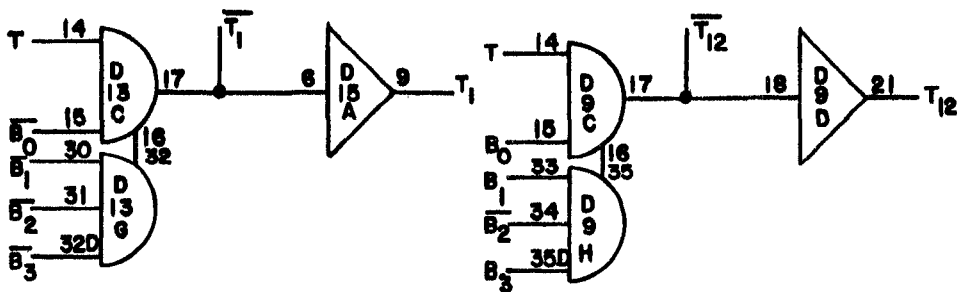 T̅₁
T 14
D 13 C
17
6
D 15 A
9
T₁
B̅₀ 15
16
32
B̅₁ 30
B̅₂ 31
B̅₃ 32D
D 13 G
T̅₁₂
T 14
D 9 C
17
18
D 9 D
21
T₁₂
B₀ 15
16
35
B₁ 33
B̅₂ 34
B₃ 35D
D 9 H